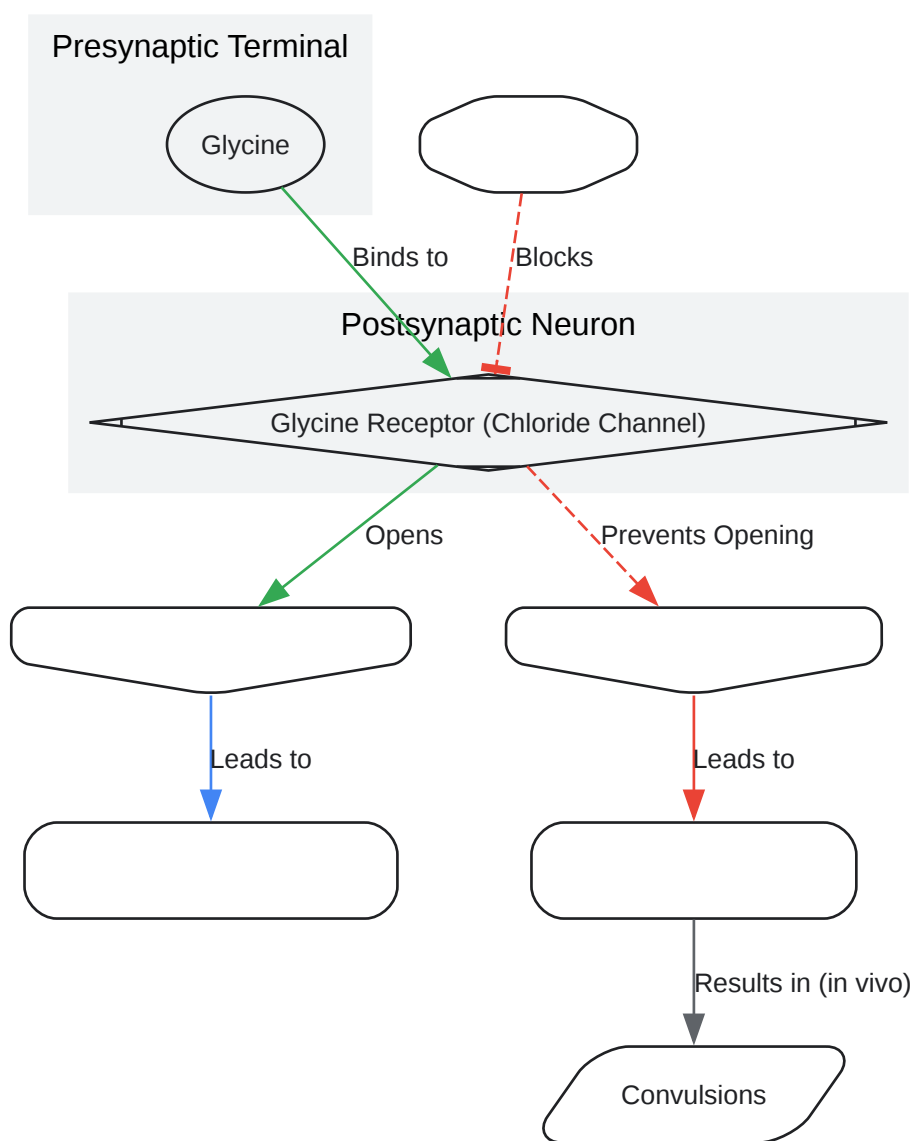 Presynaptic Terminal
Glycine
Binds to
Blocks
Postsynaptic Neuron
Glycine Receptor (Chloride Channel)
Opens
Prevents Opening
Leads to
Leads to
Results in (in vivo)
Convulsions